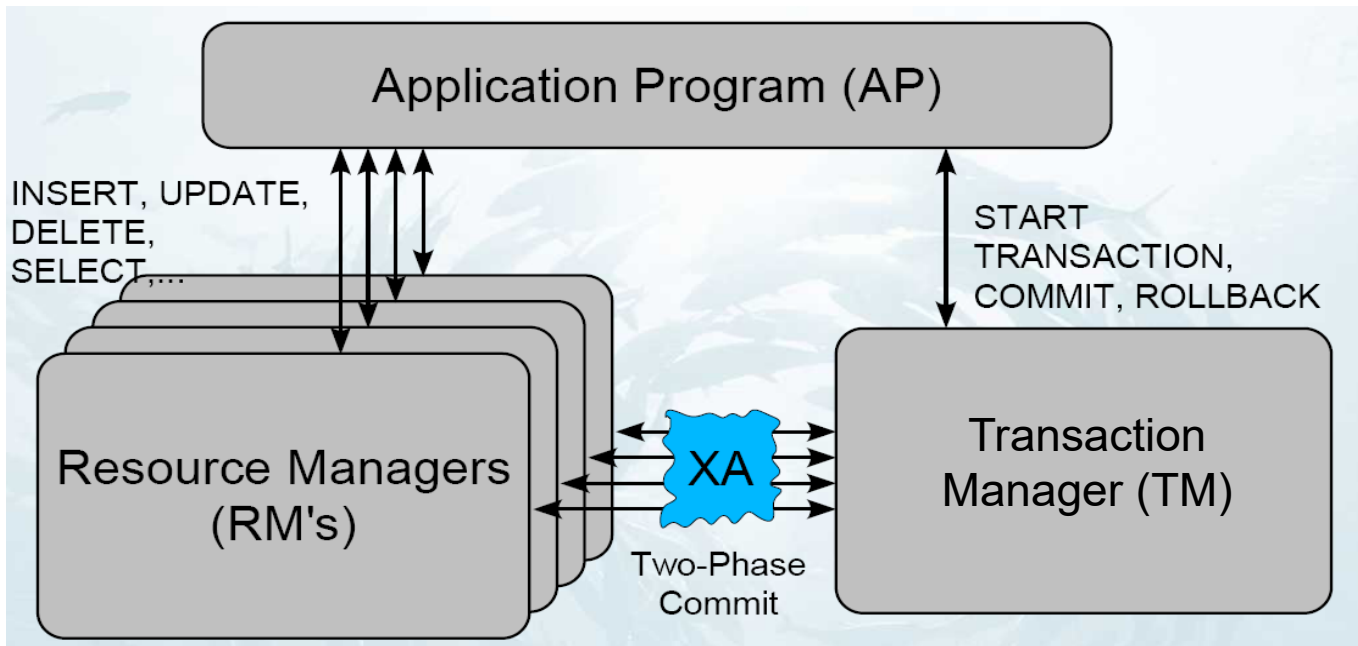 Application Program (AP)
INSERT, UPDATE,
DELETE,
SELECT,...
START
TRANSACTION,
COMMIT, ROLLBACK
Resource Managers
(RM's)
XA
Two-Phase
Commit
Transaction
Manager (TM)